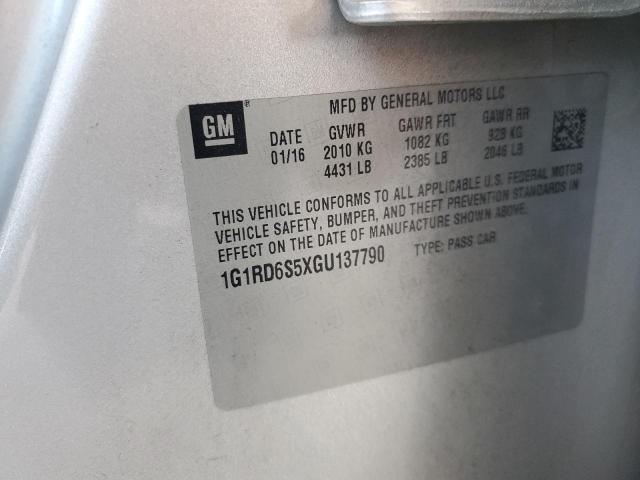 MFD BY GENERAL MOTORS LLC
GM
DATE GVWR GAWR FRT GAWR RR
01/16 2010 KG 1082 KG 928 KG
4431 LB 2385 LB 2046 LB
THIS VEHICLE CONFORMS TO ALL APPLICABLE U.S. FEDERAL MOTOR
VEHICLE SAFETY, BUMPER, AND THEFT PREVENTION STANDARDS IN
EFFECT ON THE DATE OF MANUFACTURE SHOWN ABOVE.
1G1RD6S5XGU137790 TYPE: PASS CAR